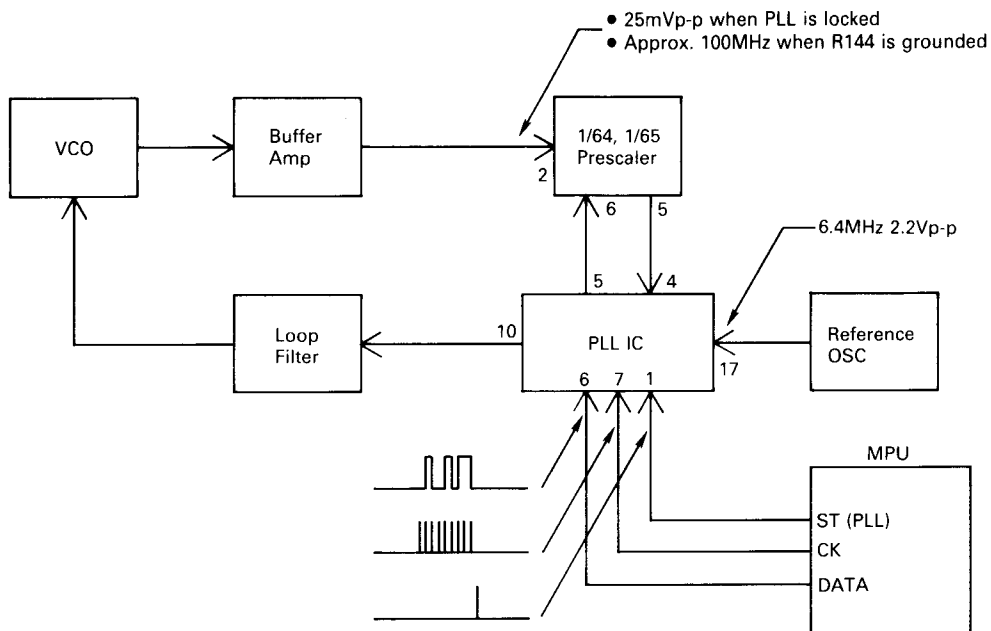 • 25mVp-p when PLL is locked
• Approx. 100MHz when R144 is grounded
VCO
Buffer
Amp
1/64, 1/65
Prescaler
2
6
5
6.4MHz 2.2Vp-p
5
4
Loop
Filter
10
PLL IC
17
Reference
OSC
6
7
1
MPU
ST (PLL)
CK
DATA